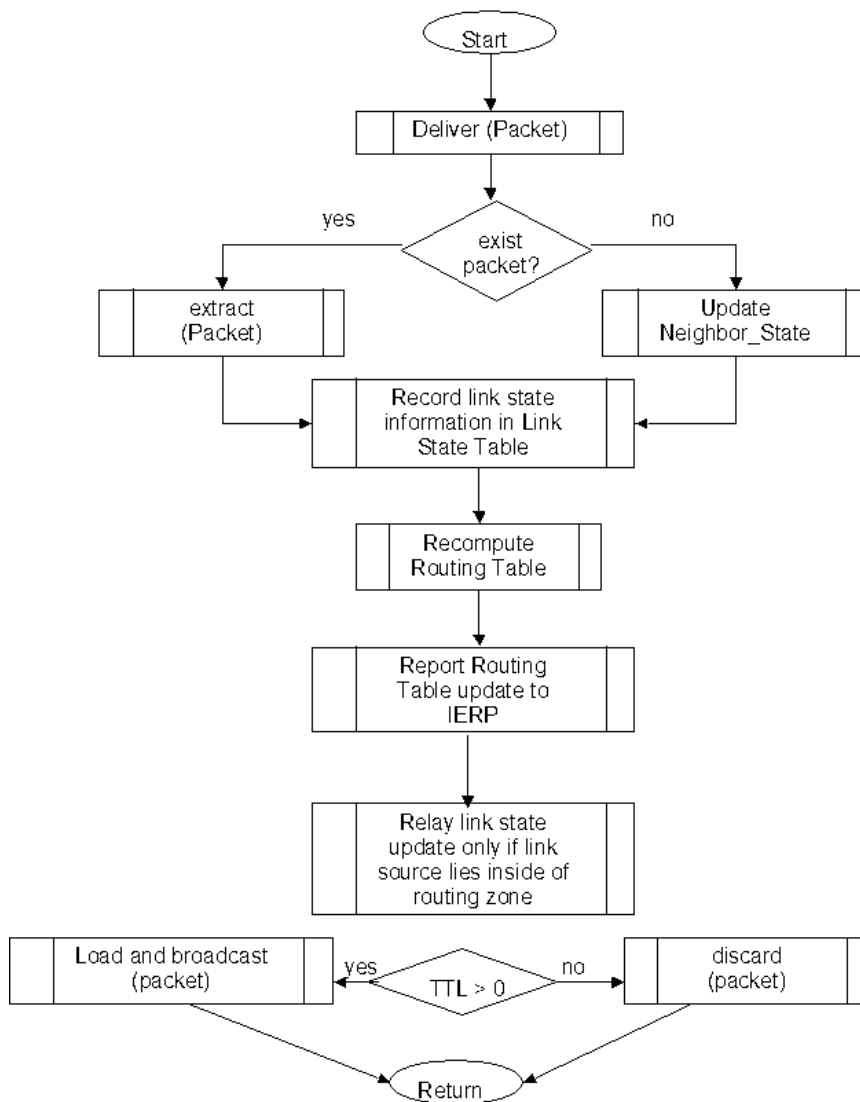 Start
Deliver (Packet)
yes
no
exist
packet?
extract
(Packet)
Update
Neighbor_State
Record link state
information in Link
State Table
Recompute
Routing Table
Report Routing
Table update to
IERP
Relay link state
update only if link
source lies inside of
routing zone
Load and broadcast
(packet)
yes
TTL > 0
no
discard
(packet)
Return